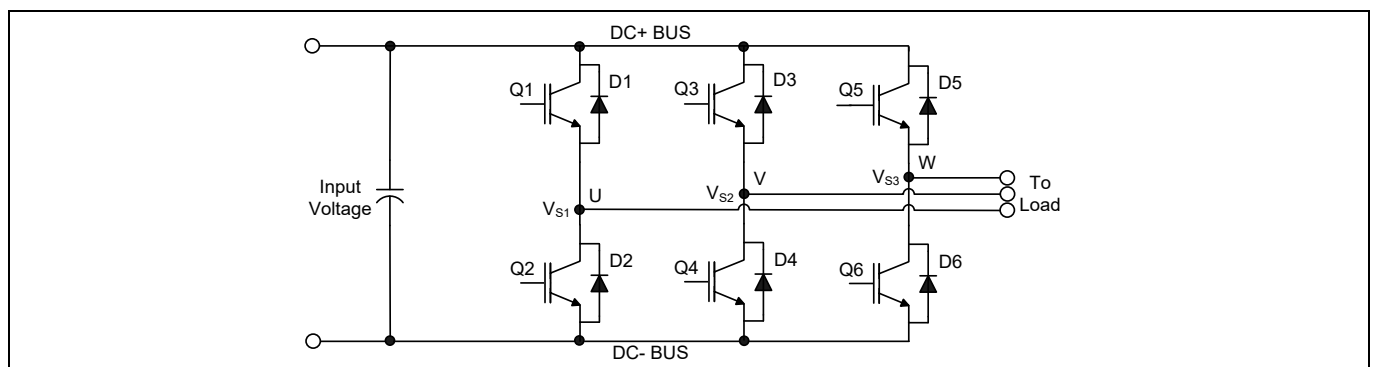 DC+ BUS
Q1
D1
Q3
D3
Q5
D5
Input
Voltage
U
V
W
VS1
VS2
VS3
To
Load
Q2
D2
Q4
D4
Q6
D6
DC- BUS